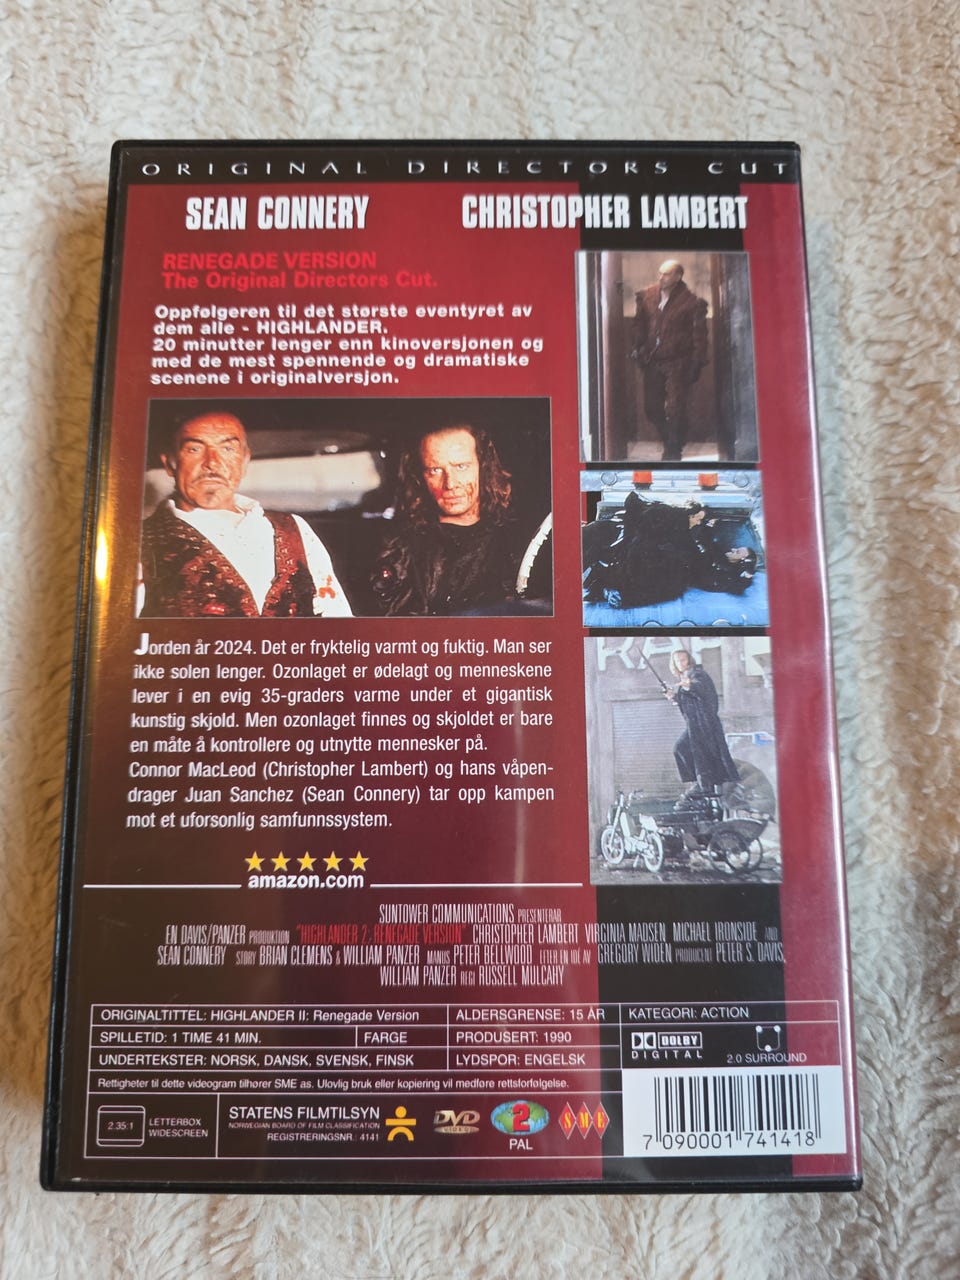 ORIGINAL DIRECTORS CUT
SEAN CONNERY CHRISTOPHER LAMBERT
RENEGADE VERSION
The Original Directors Cut.
Oppfølgeren til det største eventyret av
dem alle - HIGHLANDER.
20 minutter lenger enn kinoversjonen og
med de mest spennende og dramatiske
scenene i originalversjon.
Jorden år 2024. Det er fryktelig varmt og fuktig. Man ser
ikke solen lenger. Ozonlaget er ødelagt og menneskene
lever i en evig 35-graders varme under et gigantisk
kunstig skjold. Men ozonlaget finnes og skjoldet er bare
en måte å kontrollere og utnytte mennesker på.
Connor MacLeod (Christopher Lambert) og hans våpen-
drager Juan Sanchez (Sean Connery) tar opp kampen
mot et uforsonlig samfunnssystem.
amazon.com
SUNTOWER COMMUNICATIONS PRESENTERAR
EN DAVIS/PANZER PRODUKTION "HIGHLANDER 2: RENEGADE VERSION" CHRISTOPHER LAMBERT VIRGINIA MADSEN MICHAEL IRONSIDE AND
SEAN CONNERY STORY BRIAN CLEMENS & WILLIAM PANZER MANUS PETER BELLWOOD EFTER EN IDÉ AV GREGORY WIDEN PRODUCENT PETER S. DAVIS,
WILLIAM PANZER REGI RUSSELL MULCAHY
ORIGINALTITTEL: HIGHLANDER II: Renegade Version ALDERSGRENSE: 15 ÅR KATEGORI: ACTION
SPILLETID: 1 TIME 41 MIN. FARGE PRODUSERT: 1990
UNDERTEKSTER: NORSK, DANSK, SVENSK, FINSK LYDSPOR: ENGELSK
DOLBY
DIGITAL
2.0 SURROUND
Rettigheter til dette videogram tilhører SME as. Ulovlig bruk eller kopiering vil medføre rettsforfølgelse.
2.35:1
LETTERBOX
WIDESCREEN
STATENS FILMTILSYN
NORWEGIAN BOARD OF FILM CLASSIFICATION
REGISTRERINGSNR.: 4141
DVD
VIDEO
2
PAL
SME
7 090001 741418